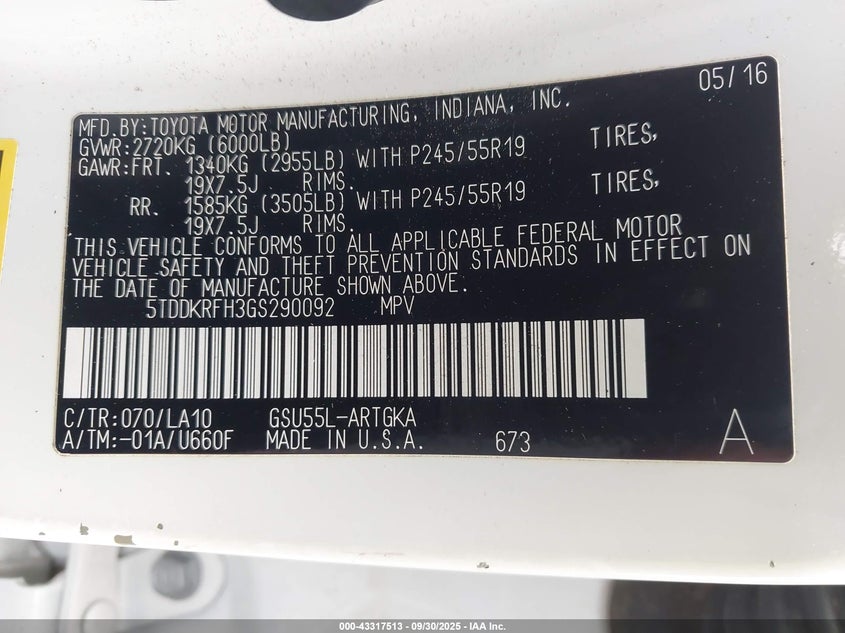 05/16
MFD.BY:TOYOTA MOTOR MANUFACTURING, INDIANA, INC.
GVWR:2720KG (6000LB)
GAWR:FRT. 1340KG (2955LB) WITH P245/55R19 TIRES,
19X7.5J RIMS.
RR. 1585KG (3505LB) WITH P245/55R19 TIRES,
19X7.5J RIMS.
THIS VEHICLE CONFORMS TO ALL APPLICABLE FEDERAL MOTOR
VEHICLE SAFETY AND THEFT PREVENTION STANDARDS IN EFFECT ON
THE DATE OF MANUFACTURE SHOWN ABOVE.
5TDDKRFH3GS290092 MPV
C/TR:070/LA10 GSU55L-ARTGKA
A/TM:-01A/U660F MADE IN U.S.A. 673 A
000-43317513 - 09/30/2025 - IAA Inc.